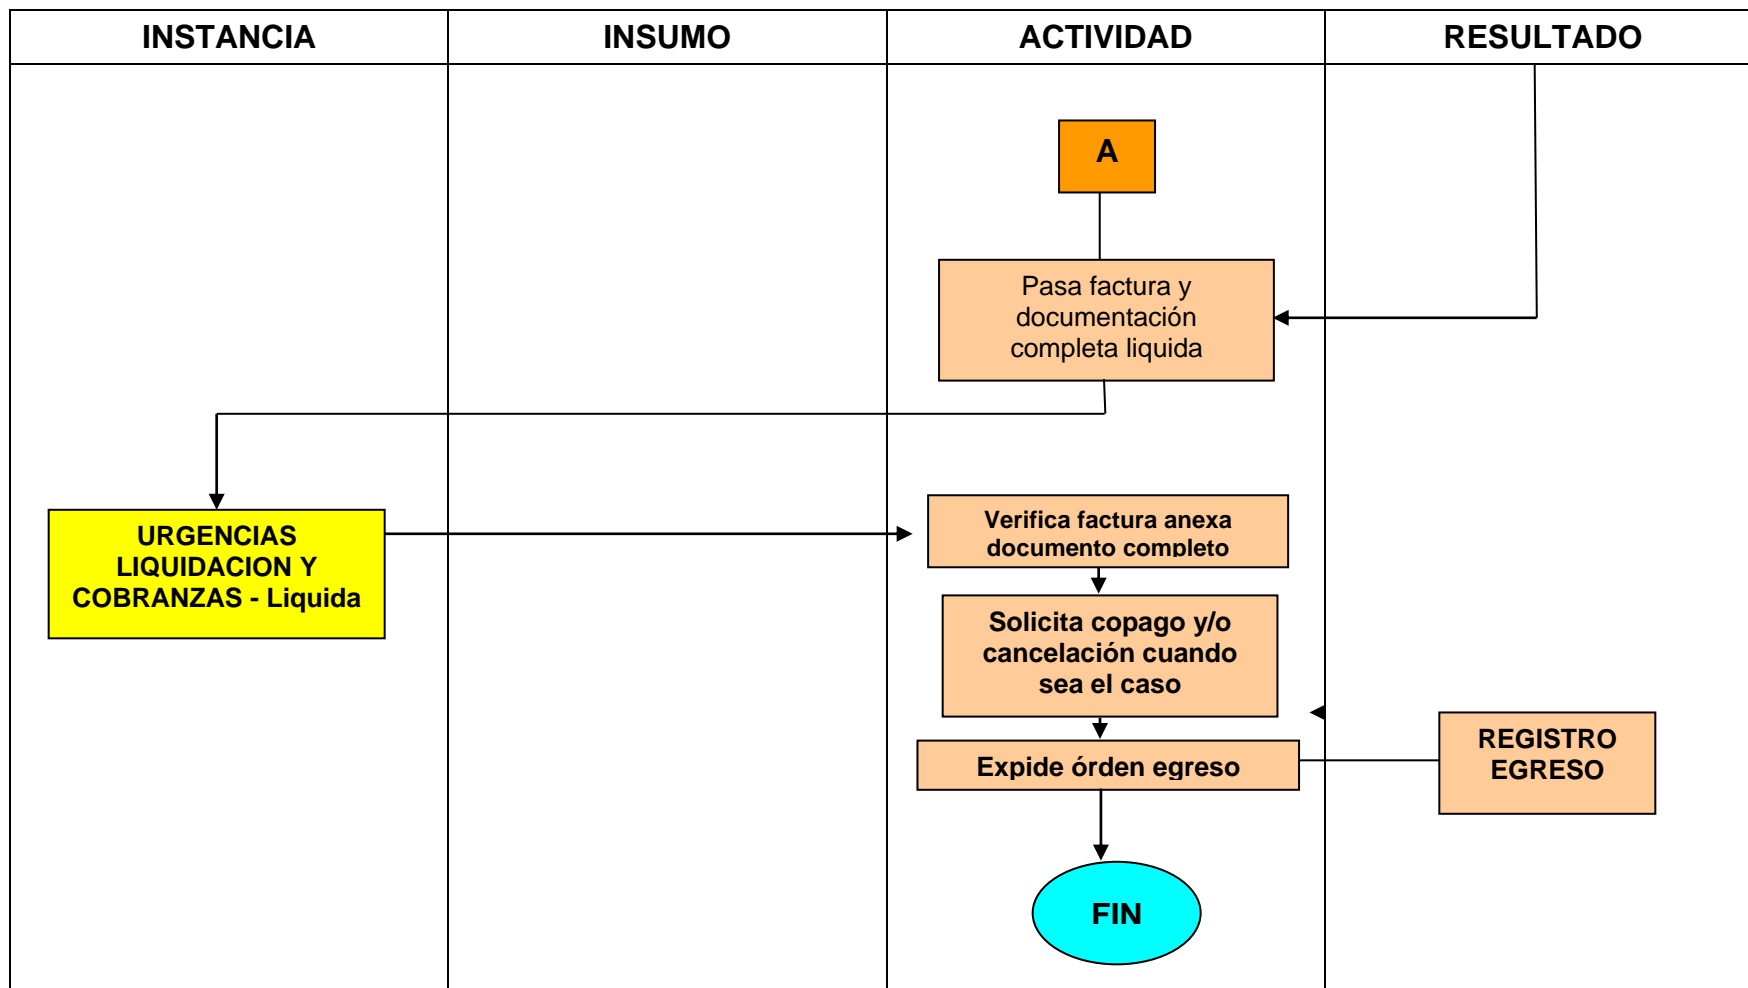 INSTANCIA INSUMO ACTIVIDAD RESULTADO
A
Pasa factura y
documentación
completa liquida
URGENCIAS
LIQUIDACION Y
COBRANZAS - Liquida
Verifica factura anexa
documento completo
Solicita copago y/o
cancelación cuando
sea el caso
Expide órden egreso
REGISTRO
EGRESO
FIN